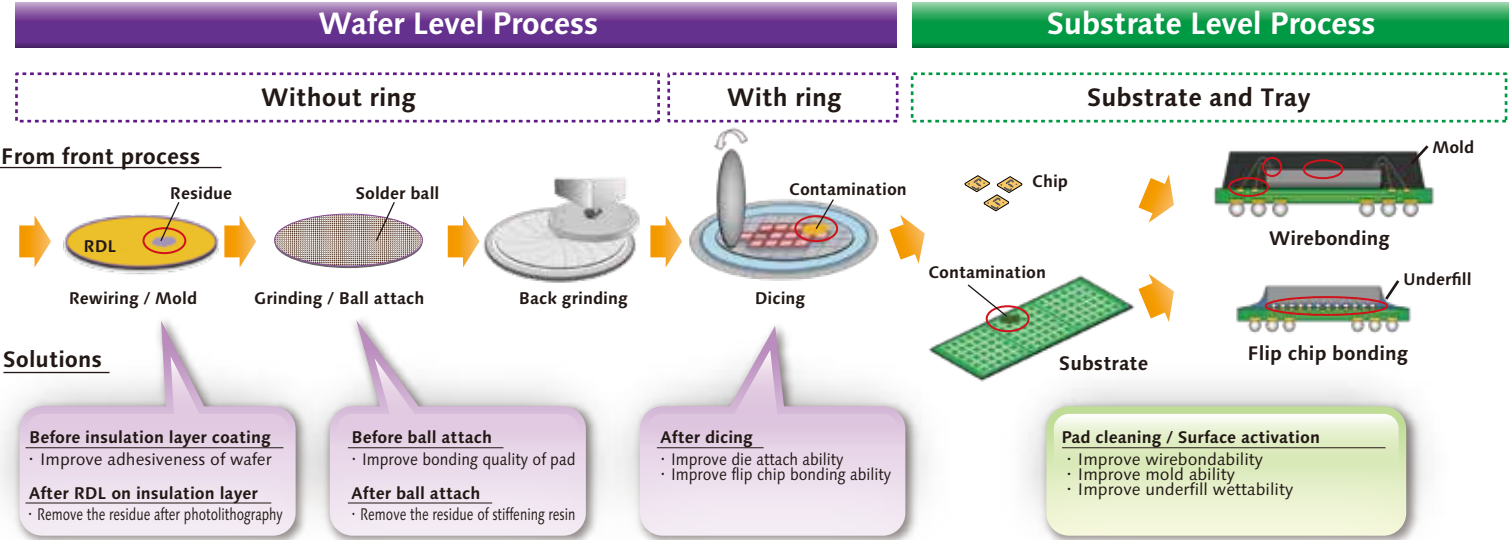 Wafer Level Process
Substrate Level Process
Without ring
With ring
Substrate and Tray
From front process
Residue
RDL
Rewiring / Mold
Solder ball
Grinding / Ball attach
Back grinding
Contamination
Dicing
Chip
Contamination
Substrate
Mold
Wirebonding
Underfill
Flip chip bonding
Solutions
Before insulation layer coating
· Improve adhesiveness of wafer
After RDL on insulation layer
· Remove the residue after photolithography
Before ball attach
· Improve bonding quality of pad
After ball attach
· Remove the residue of stiffening resin
After dicing
· Improve die attach ability
· Improve flip chip bonding ability
Pad cleaning / Surface activation
· Improve wirebondability
· Improve mold ability
· Improve underfill wettability